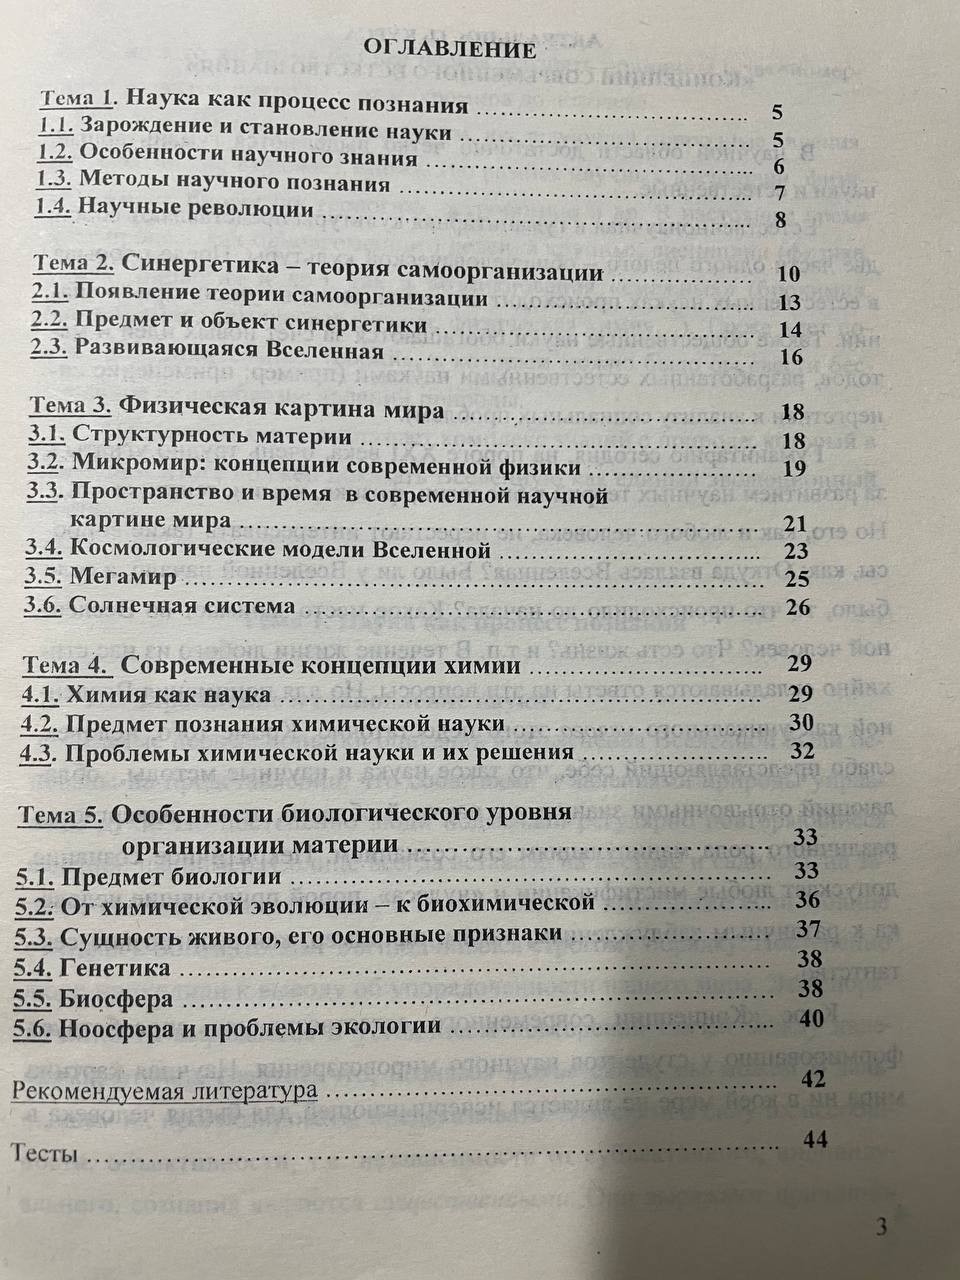 ОГЛАВЛЕНИЕ
Тема 1. Наука как процесс познания 5
1.1. Зарождение и становление науки 5
1.2. Особенности научного знания 6
1.3. Методы научного познания 7
1.4. Научные революции 8
Тема 2. Синергетика – теория самоорганизации 10
2.1. Появление теории самоорганизации 13
2.2. Предмет и объект синергетики 14
2.3. Развивающаяся Вселенная 16
Тема 3. Физическая картина мира 18
3.1. Структурность материи 18
3.2. Микромир: концепции современной физики 19
3.3. Пространство и время в современной научной
картине мира 21
3.4. Космологические модели Вселенной 23
3.5. Мегамир 25
3.6. Солнечная система 26
Тема 4. Современные концепции химии 29
4.1. Химия как наука 29
4.2. Предмет познания химической науки 30
4.3. Проблемы химической науки и их решения 32
Тема 5. Особенности биологического уровня
организации материи 33
5.1. Предмет биологии 33
5.2. От химической эволюции – к биохимической 36
5.3. Сущность живого, его основные признаки 37
5.4. Генетика 38
5.5. Биосфера 38
5.6. Ноосфера и проблемы экологии 40
Рекомендуемая литература 42
Тесты 44
3